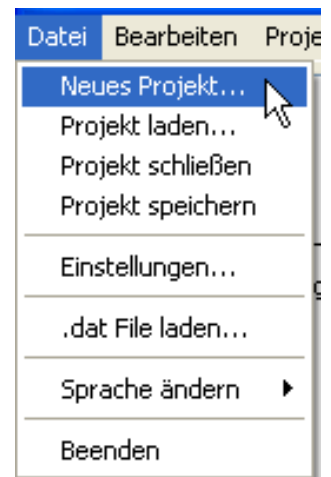 Datei Bearbeiten Proje
Neues Projekt...
Projekt laden...
Projekt schließen
Projekt speichern
Einstellungen...
.dat File laden...
Sprache ändern
Beenden